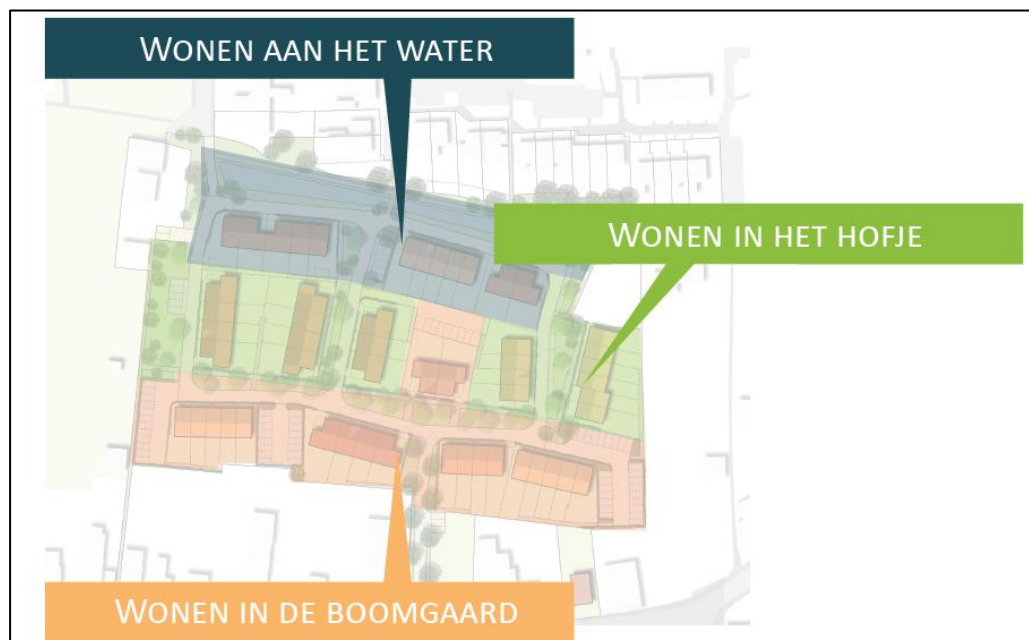 WONEN AAN HET WATER
WONEN IN HET HOFJE
WONEN IN DE BOOMGAARD